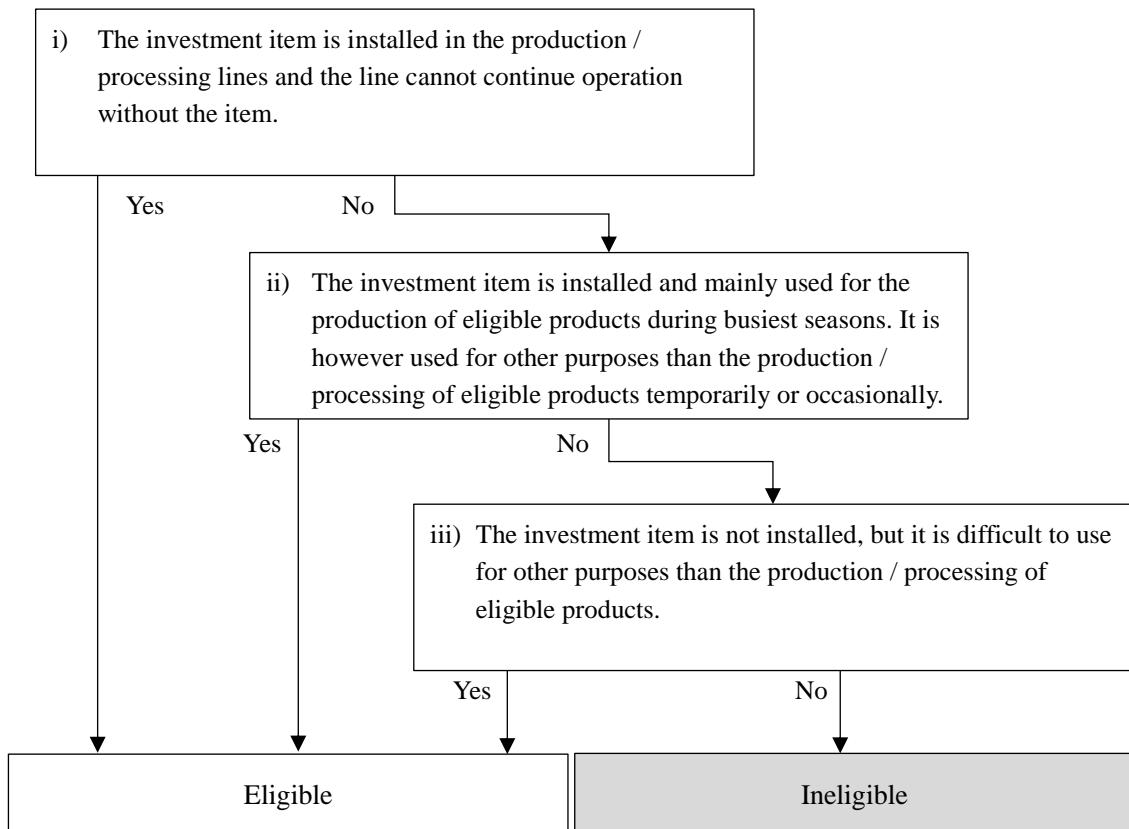 i) The investment item is installed in the production /
processing lines and the line cannot continue operation
without the item.
Yes
No
ii) The investment item is installed and mainly used for the
production of eligible products during busiest seasons. It is
however used for other purposes than the production /
processing of eligible products temporarily or occasionally.
Yes
No
iii) The investment item is not installed, but it is difficult to use
for other purposes than the production / processing of
eligible products.
Yes
No
Eligible
Ineligible